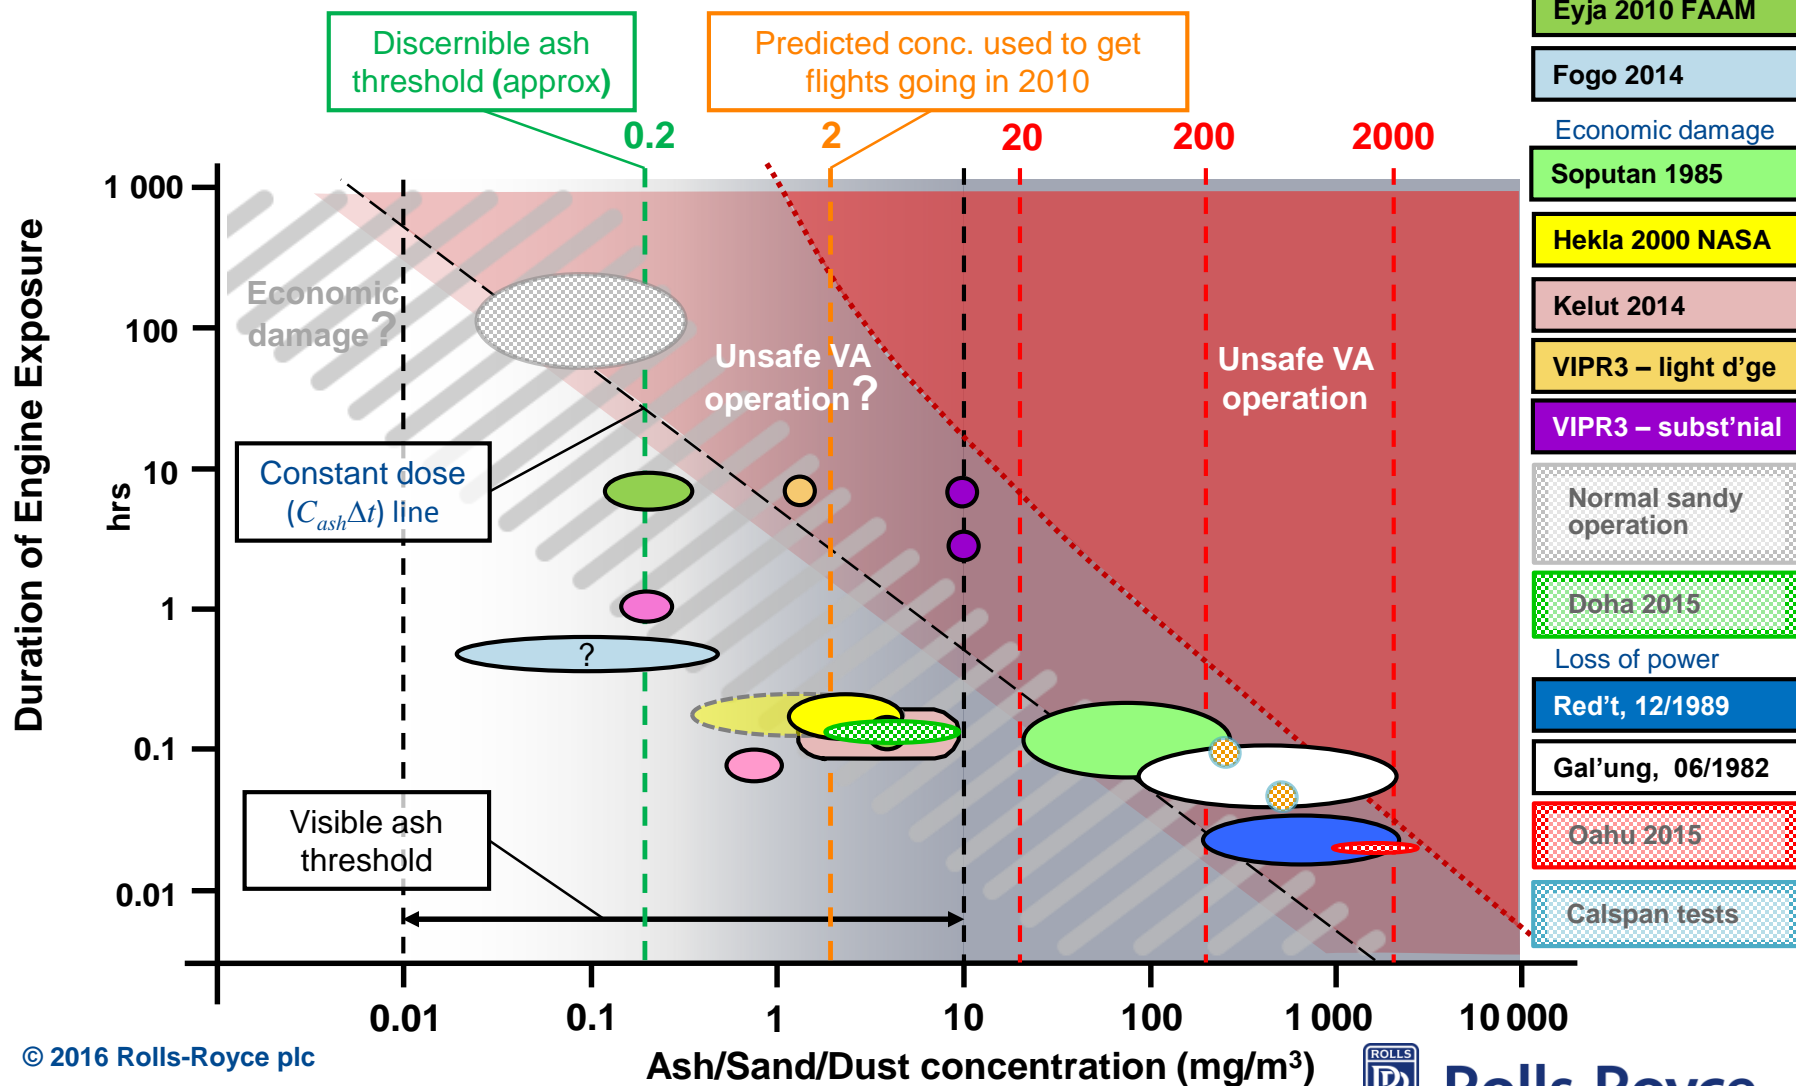 Discernible ash
threshold (approx)
Predicted conc. used to get
flights going in 2010
Eyja 2010 FAAM
Fogo 2014
Economic damage
Soputan 1985
Hekla 2000 NASA
Kelut 2014
VIPR3 – light d'ge
VIPR3 – subst'nial
Normal sandy
operation
Doha 2015
Loss of power
Red't, 12/1989
Gal'ung, 06/1982
Oahu 2015
Calspan tests
0.2
2
20
200
2000
Duration of Engine Exposure
hrs
1 000
100
10
1
0.1
0.01
Economic
damage?
Unsafe VA
operation?
Unsafe VA
operation
Constant dose
(C_ashΔt) line
?
Visible ash
threshold
0.01
0.1
1
10
100
1 000
10 000
Ash/Sand/Dust concentration (mg/m³)
© 2016 Rolls-Royce plc
ROLLS
Rolls-Royce